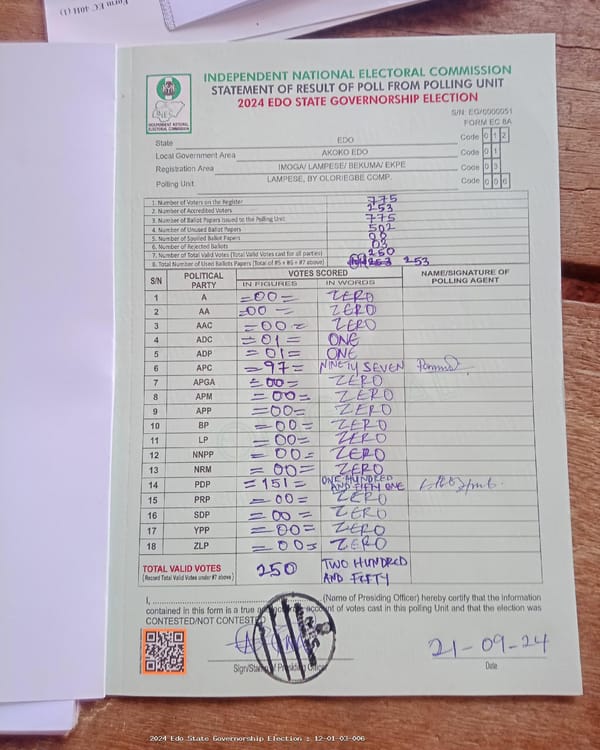 Form EC 40H (1)
INDEPENDENT NATIONAL ELECTORAL COMMISSION
STATEMENT OF RESULT OF POLL FROM POLLING UNIT
2024 EDO STATE GOVERNORSHIP ELECTION
INEC
INDEPENDENT NATIONAL ELECTORAL COMMISSION
S/N: EG/0000051
FORM EC 8A
State EDO Code 0 1 2
Local Government Area AKOKO EDO Code 0 1
Registration Area IMOGA/ LAMPESE/ BEKUMA/ EKPE Code 0 3
Polling Unit LAMPESE, BY OLORIEGBE COMP. Code 0 0 6
1. Number of Voters on the Register 775
2. Number of Accredited Voters 253
3. Number of Ballot Papers Issued to the Polling Unit 775
4. Number of Unused Ballot Papers 502
5. Number of Spoiled Ballot Papers 00
6. Number of Rejected Ballots 03
7. Number of Total Valid Votes (Total Valid Votes cast for all parties) 250
8. Total Number of Used Ballots Papers (Total of #5 + #6 + #7 above) 253 253
S/N POLITICAL PARTY VOTES SCORED NAME/SIGNATURE OF POLLING AGENT
IN FIGURES IN WORDS
1 A =00= ZERO
2 AA =00= ZERO
3 AAC =00= ZERO
4 ADC =01= ONE
5 ADP =01= ONE
6 APC =97= NINETY SEVEN
7 APGA =00= ZERO
8 APM =00= ZERO
9 APP =00= ZERO
10 BP =00= ZERO
11 LP =00= ZERO
12 NNPP =00= ZERO
13 NRM =00= ZERO
14 PDP =151= ONE HUNDRED AND FIFTY ONE
15 PRP =00= ZERO
16 SDP =00= ZERO
17 YPP =00= ZERO
18 ZLP =00= ZERO
TOTAL VALID VOTES 250 TWO HUNDRED AND FIFTY
(Record Total Valid Votes under #7 above)
I, (Name of Presiding Officer) hereby certify that the information
contained in this form is a true account of votes cast in this polling Unit and that the election was
CONTESTED/NOT CONTESTED
21-09-24
Sign/Stamp of Presiding Officer Date
2024 Edo State Governorship Election : 12-01-03-006